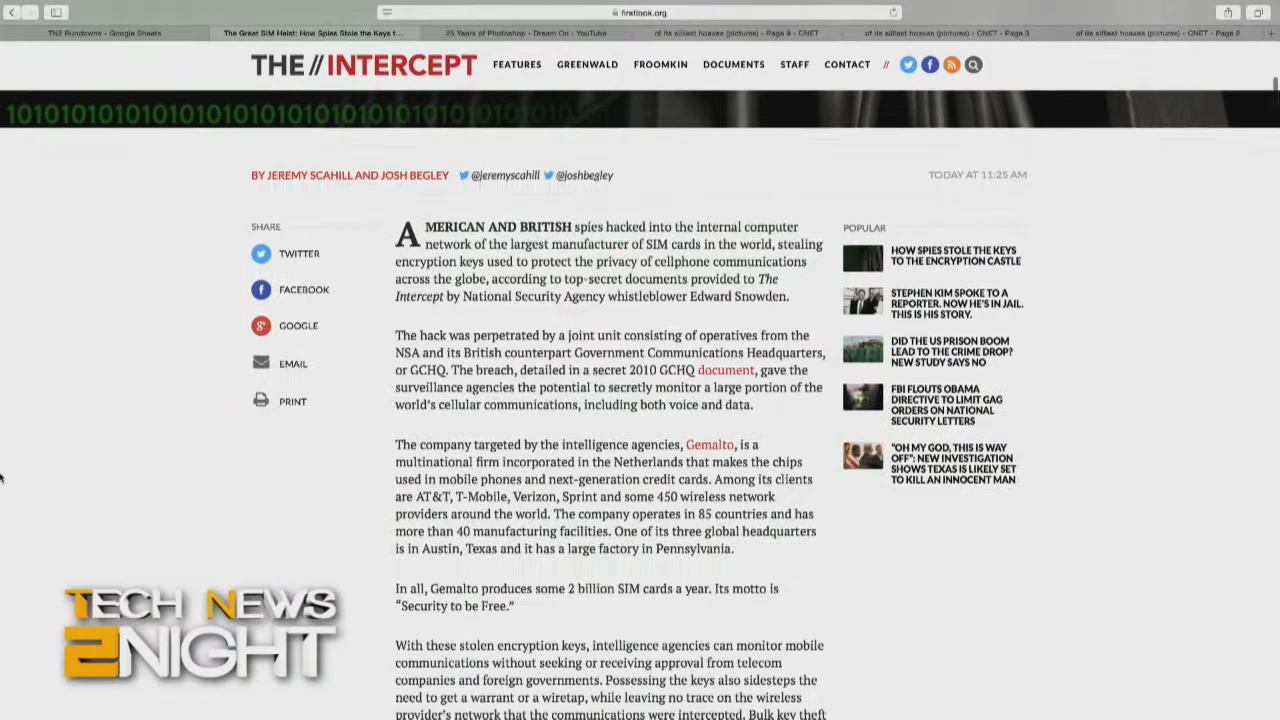 firstlook.org
TN2 Rundowns - Google Sheets
The Great SIM Heist: How Spies Stole the Keys t...
25 Years of Photoshop - Dream On - YouTube
of its silliest hoaxes (pictures) - Page 9 - CNET
of its silliest hoaxes (pictures) - CNET - Page 3
of its silliest hoaxes (pictures) - CNET - Page 2
THE // INTERCEPT
FEATURES
GREENWALD
FROOMKIN
DOCUMENTS
STAFF
CONTACT
//
101010101010101010101010101010101010
BY JEREMY SCAHILL AND JOSH BEGLEY
@jeremyscahill
@joshbegley
TODAY AT 11:25 AM
SHARE
TWITTER
FACEBOOK
GOOGLE
EMAIL
PRINT
AMERICAN AND BRITISH spies hacked into the internal computer
network of the largest manufacturer of SIM cards in the world, stealing
encryption keys used to protect the privacy of cellphone communications
across the globe, according to top-secret documents provided to The
Intercept by National Security Agency whistleblower Edward Snowden.
The hack was perpetrated by a joint unit consisting of operatives from the
NSA and its British counterpart Government Communications Headquarters,
or GCHQ. The breach, detailed in a secret 2010 GCHQ document, gave the
surveillance agencies the potential to secretly monitor a large portion of the
world's cellular communications, including both voice and data.
The company targeted by the intelligence agencies, Gemalto, is a
multinational firm incorporated in the Netherlands that makes the chips
used in mobile phones and next-generation credit cards. Among its clients
are AT&T, T-Mobile, Verizon, Sprint and some 450 wireless network
providers around the world. The company operates in 85 countries and has
more than 40 manufacturing facilities. One of its three global headquarters
is in Austin, Texas and it has a large factory in Pennsylvania.
In all, Gemalto produces some 2 billion SIM cards a year. Its motto is
“Security to be Free.”
With these stolen encryption keys, intelligence agencies can monitor mobile
communications without seeking or receiving approval from telecom
companies and foreign governments. Possessing the keys also sidesteps the
need to get a warrant or a wiretap, while leaving no trace on the wireless
provider's network that the communications were intercepted. Bulk key theft
POPULAR
HOW SPIES STOLE THE KEYS
TO THE ENCRYPTION CASTLE
STEPHEN KIM SPOKE TO A
REPORTER. NOW HE'S IN JAIL.
THIS IS HIS STORY.
DID THE US PRISON BOOM
LEAD TO THE CRIME DROP?
NEW STUDY SAYS NO
FBI FLOUTS OBAMA
DIRECTIVE TO LIMIT GAG
ORDERS ON NATIONAL
SECURITY LETTERS
“OH MY GOD, THIS IS WAY
OFF”: NEW INVESTIGATION
SHOWS TEXAS IS LIKELY SET
TO KILL AN INNOCENT MAN
TECH NEWS
2NIGHT